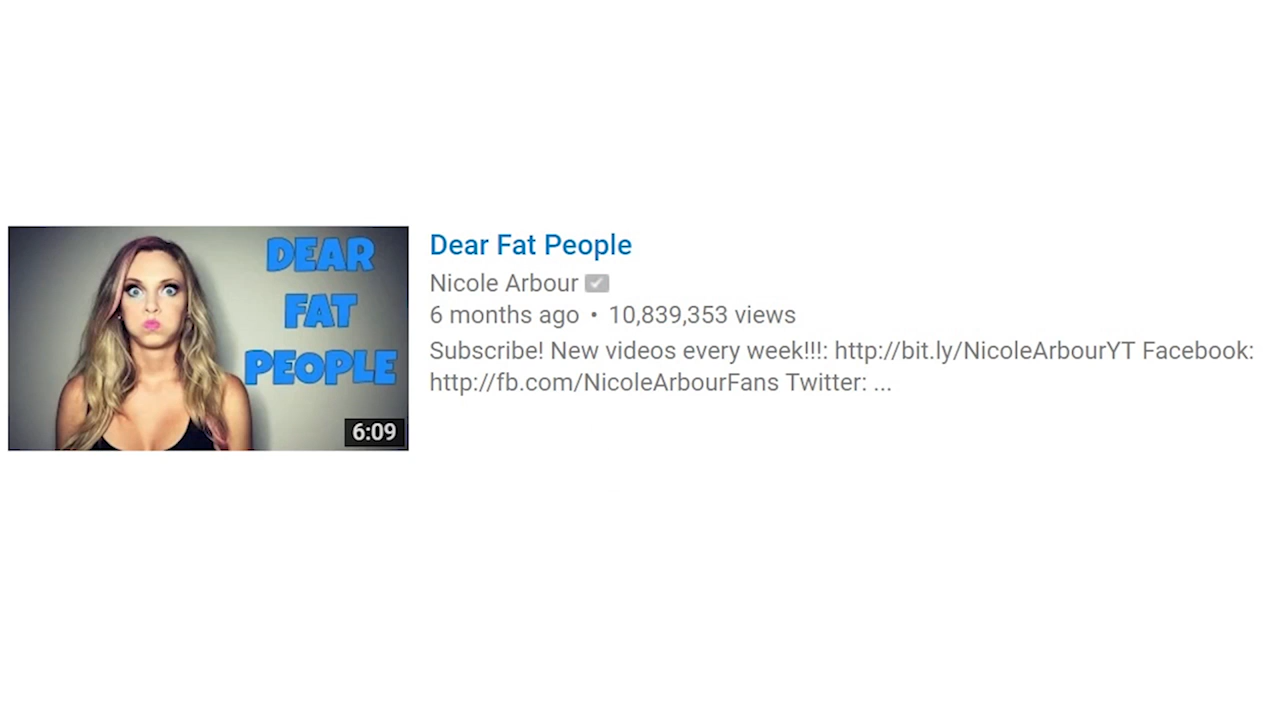 DEAR
FAT
PEOPLE
6:09
Dear Fat People
Nicole Arbour
6 months ago • 10,839,353 views
Subscribe! New videos every week!!!: http://bit.ly/NicoleArbourYT Facebook:
http://fb.com/NicoleArbourFans Twitter: ...